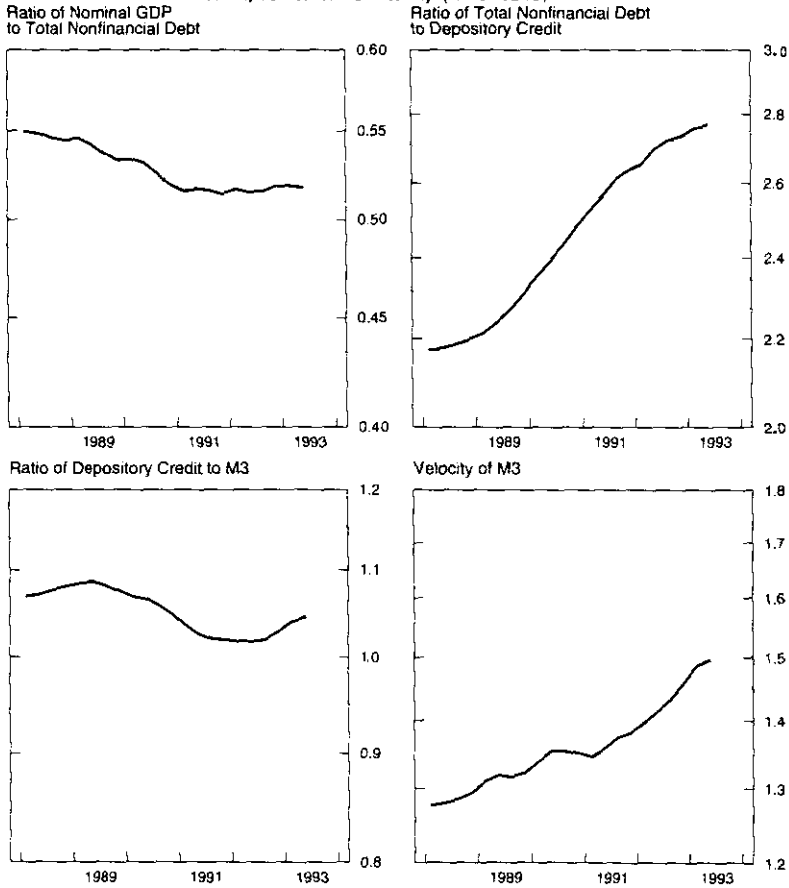 Ratio of Nominal GDP
to Total Nonfinancial Debt
0.60
0.55
0.50
0.45
0.40
1989 1991 1993
Ratio of Total Nonfinancial Debt
to Depository Credit
3.0
2.8
2.6
2.4
2.2
2.0
1989 1991 1993
Ratio of Depository Credit to M3
1.2
1.1
1.0
0.9
0.8
1989 1991 1993
Velocity of M3
1.8
1.7
1.6
1.5
1.4
1.3
1.2
1989 1991 1993